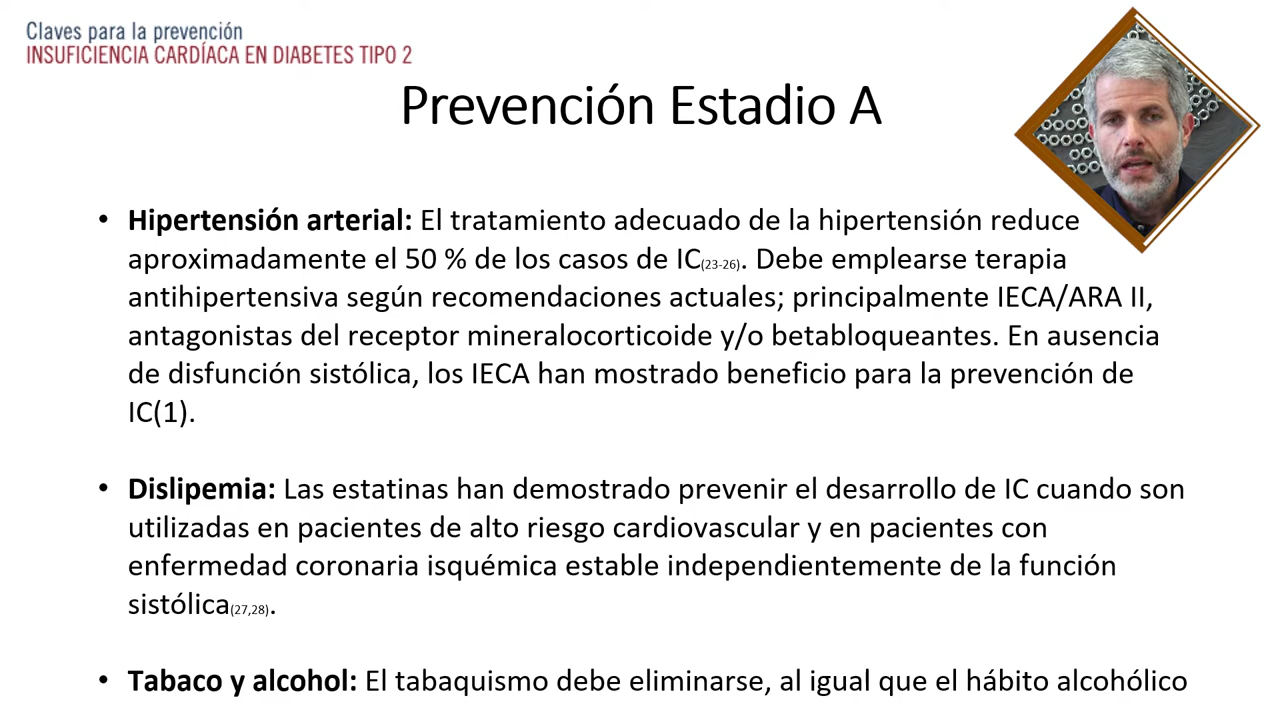 Claves para la prevención
INSUFICIENCIA CARDÍACA EN DIABETES TIPO 2
Prevención Estadio A
• Hipertensión arterial: El tratamiento adecuado de la hipertensión reduce
aproximadamente el 50 % de los casos de IC(23-26). Debe emplearse terapia
antihipertensiva según recomendaciones actuales; principalmente IECA/ARA II,
antagonistas del receptor mineralocorticoide y/o betabloqueantes. En ausencia
de disfunción sistólica, los IECA han mostrado beneficio para la prevención de
IC(1).
• Dislipemia: Las estatinas han demostrado prevenir el desarrollo de IC cuando son
utilizadas en pacientes de alto riesgo cardiovascular y en pacientes con
enfermedad coronaria isquémica estable independientemente de la función
sistólica(27,28).
• Tabaco y alcohol: El tabaquismo debe eliminarse, al igual que el hábito alcohólico